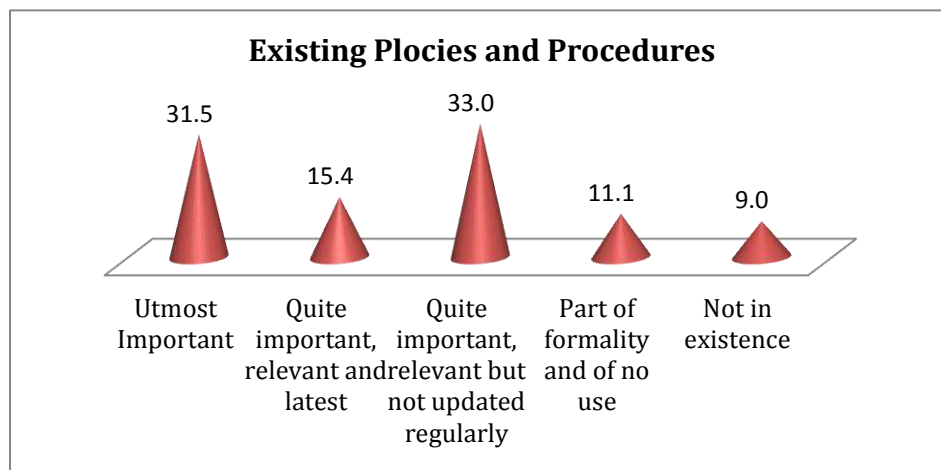 Existing Plocies and Procedures
31.5
15.4
33.0
11.1
9.0
Utmost
Important
Quite
important,
relevant and
latest
Quite
important,
relevant but
not updated
regularly
Part of
formality
and of no
use
Not in
existence